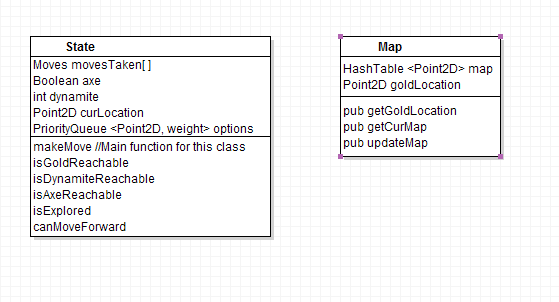 State
Moves movesTaken[ ]
Boolean axe
int dynamite
Point2D curLocation
PriorityQueue <Point2D, weight> options
makeMove //Main function for this class
isGoldReachable
isDynamiteReachable
isAxeReachable
isExplored
canMoveForward
Map
HashTable <Point2D> map
Point2D goldLocation
pub getGoldLocation
pub getCurMap
pub updateMap